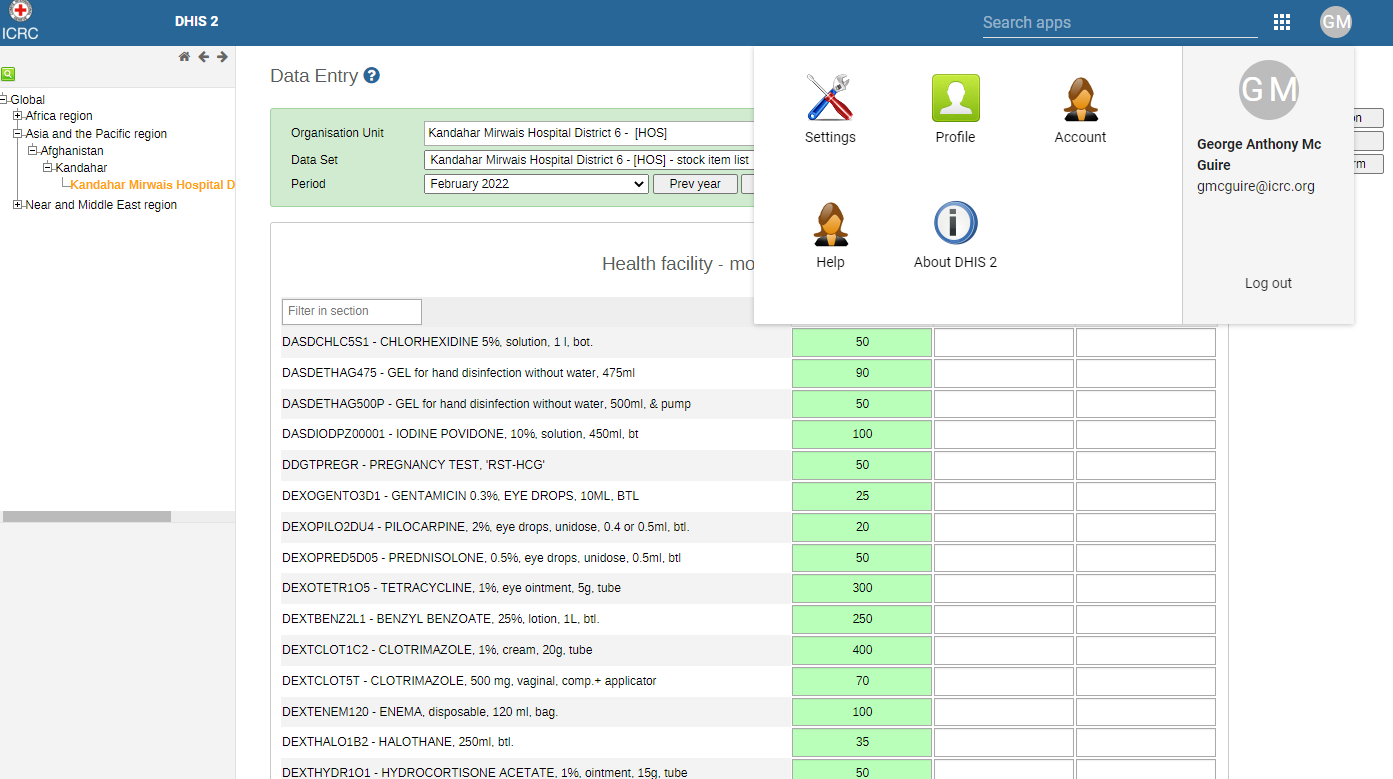 ICRC
DHIS 2
Search apps
GM
Global
Africa region
Asia and the Pacific region
Afghanistan
Kandahar
Kandahar Mirwais Hospital D
Near and Middle East region
Data Entry ?
Organisation Unit
Kandahar Mirwais Hospital District 6 - [HOS]
Data Set
Kandahar Mirwais Hospital District 6 - [HOS] - stock item list
Period
February 2022
Prev year
Settings
Profile
Account
Help
About DHIS 2
GM
George Anthony Mc
Guire
gmcguire@icrc.org
Log out
Health facility - mo
Filter in section
DASDCHLC5S1 - CHLORHEXIDINE 5%, solution, 1 l, bot. 50
DASDETHAG475 - GEL for hand disinfection without water, 475ml 90
DASDETHAG500P - GEL for hand disinfection without water, 500ml, & pump 50
DASDIODPZ00001 - IODINE POVIDONE, 10%, solution, 450ml, bt 100
DDGTPREGR - PREGNANCY TEST, 'RST-HCG' 50
DEXOGENTO3D1 - GENTAMICIN 0.3%, EYE DROPS, 10ML, BTL 25
DEXOPILO2DU4 - PILOCARPINE, 2%, eye drops, unidose, 0.4 or 0.5ml, btl. 20
DEXOPRED5D05 - PREDNISOLONE, 0.5%, eye drops, unidose, 0.5ml, btl 50
DEXOTETR1O5 - TETRACYCLINE, 1%, eye ointment, 5g, tube 300
DEXTBENZ2L1 - BENZYL BENZOATE, 25%, lotion, 1L, btl. 250
DEXTCLOT1C2 - CLOTRIMAZOLE, 1%, cream, 20g, tube 400
DEXTCLOT5T - CLOTRIMAZOLE, 500 mg, vaginal, comp.+ applicator 70
DEXTENEM120 - ENEMA, disposable, 120 ml, bag. 100
DEXTHALO1B2 - HALOTHANE, 250ml, btl. 35
DEXTHYDR1O1 - HYDROCORTISONE ACETATE, 1%, ointment, 15g, tube 50